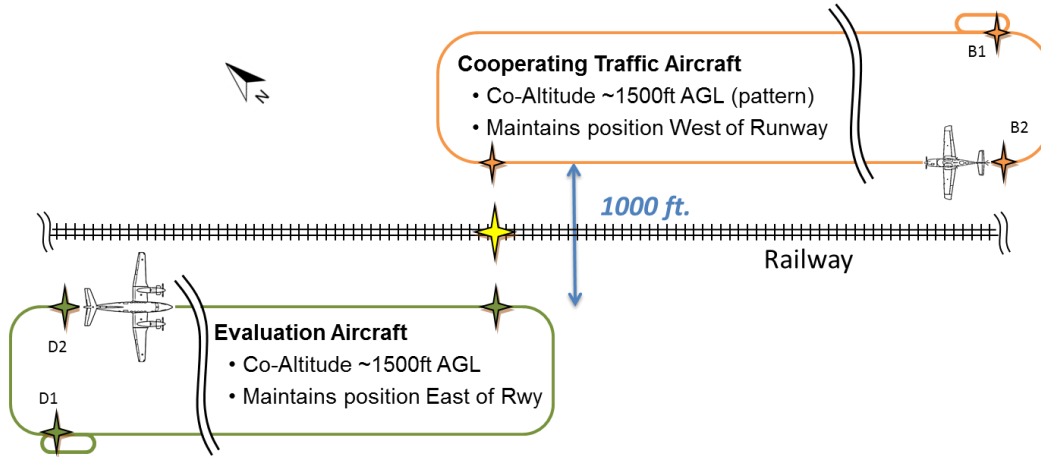 B1
Cooperating Traffic Aircraft
• Co-Altitude ~1500ft AGL (pattern)
• Maintains position West of Runway
N
B2
1000 ft.
Railway
Evaluation Aircraft
• Co-Altitude ~1500ft AGL
• Maintains position East of Rwy
D2
D1